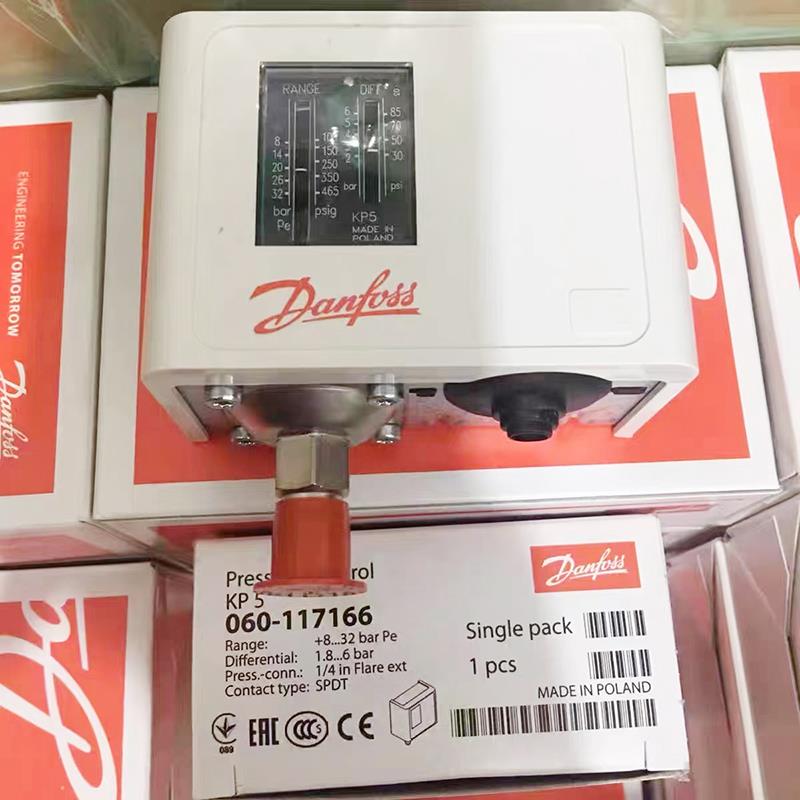 RANGE DIFF
6 85
5 70
8 50
14 150 2 30
20 250
26 350
32 465 bar psi
bar psig KP5
Pe MADE IN
POLAND
Danfoss
ENGINEERING TOMORROW
Danfoss
Danfoss
KP 5
060-117166
Range: +8...32 bar Pe
Differential: 1.8...6 bar
Press.-conn.: 1/4 in Flare ext
Contact type: SPDT
Single pack
1 pcs
MADE IN POLAND
089 EAC CCC S CE